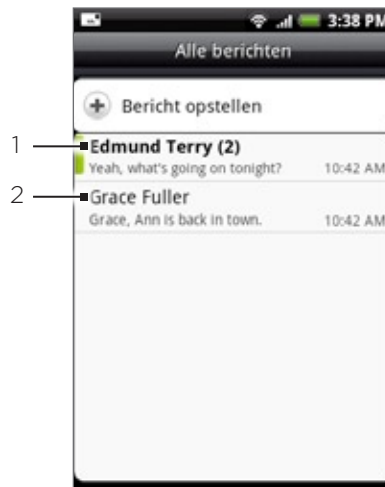 3:38 PM
Alle berichten
Bericht opstellen
1 Edmund Terry (2)
Yeah, what's going on tonight? 10:42 AM
2 Grace Fuller
Grace, Ann is back in town. 10:42 AM